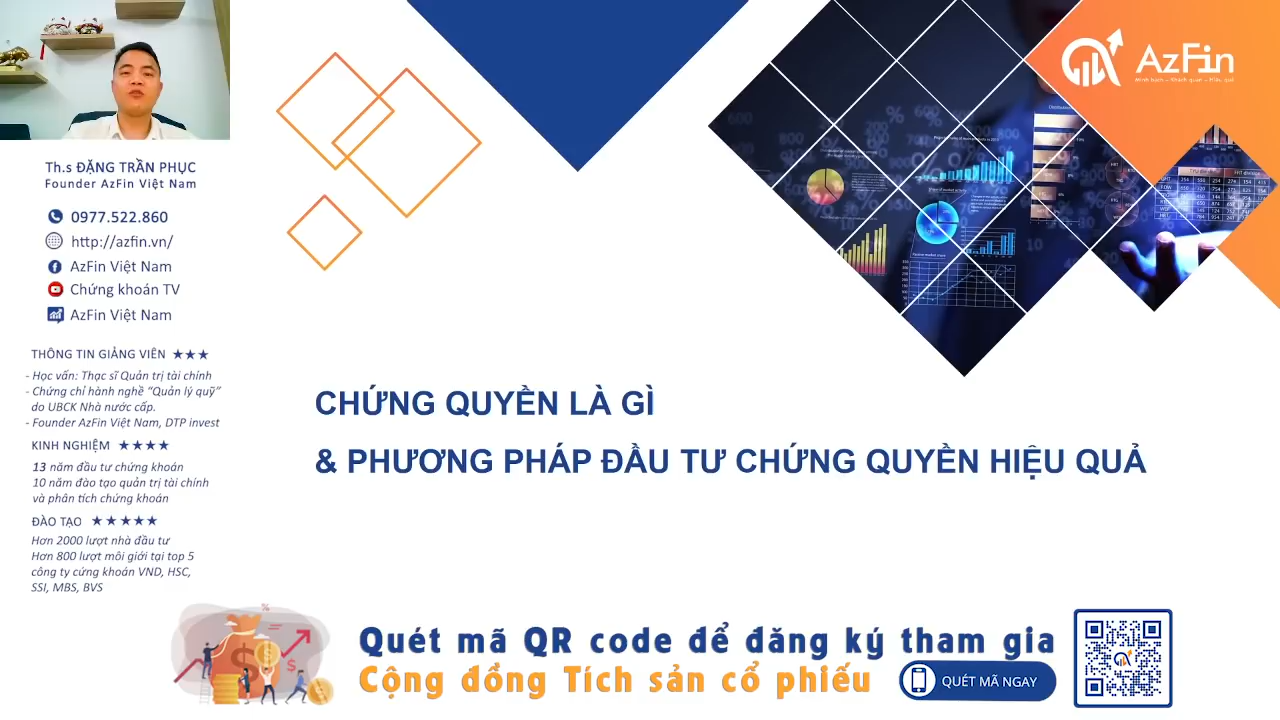 Th.s ĐẶNG TRẦN PHỤC
Founder AzFin Việt Nam
0977.522.860
http://azfin.vn/
AzFin Việt Nam
Chứng khoán TV
AzFin Việt Nam
THÔNG TIN GIẢNG VIÊN ★★★
- Học vấn: Thạc sĩ Quản trị tài chính
- Chứng chỉ hành nghề “Quản lý quỹ”
do UBCK Nhà nước cấp.
- Founder AzFin Việt Nam, DTP invest
KINH NGHIỆM ★★★★
13 năm đầu tư chứng khoán
10 năm đào tạo quản trị tài chính
và phân tích chứng khoán
ĐÀO TẠO ★★★★★
Hơn 2000 lượt nhà đầu tư
Hơn 800 lượt môi giới tại top 5
công ty cứng khoán VND, HSC,
SSI, MBS, BVS
AzFin
Minh bạch – Khách quan – Hiệu quả
CHỨNG QUYỀN LÀ GÌ
& PHƯƠNG PHÁP ĐẦU TƯ CHỨNG QUYỀN HIỆU QUẢ
Quét mã QR code để đăng ký tham gia
Cộng đồng Tích sản cổ phiếu
QUÉT MÃ NGAY